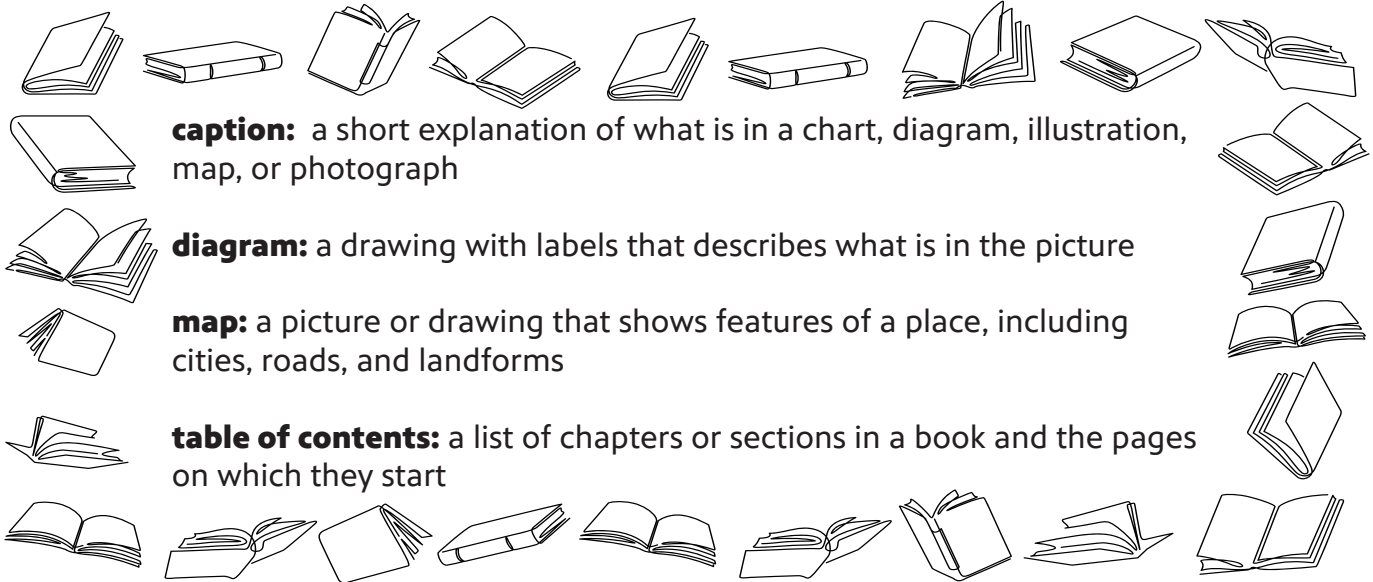 caption: a short explanation of what is in a chart, diagram, illustration,
map, or photograph
diagram: a drawing with labels that describes what is in the picture
map: a picture or drawing that shows features of a place, including
cities, roads, and landforms
table of contents: a list of chapters or sections in a book and the pages
on which they start